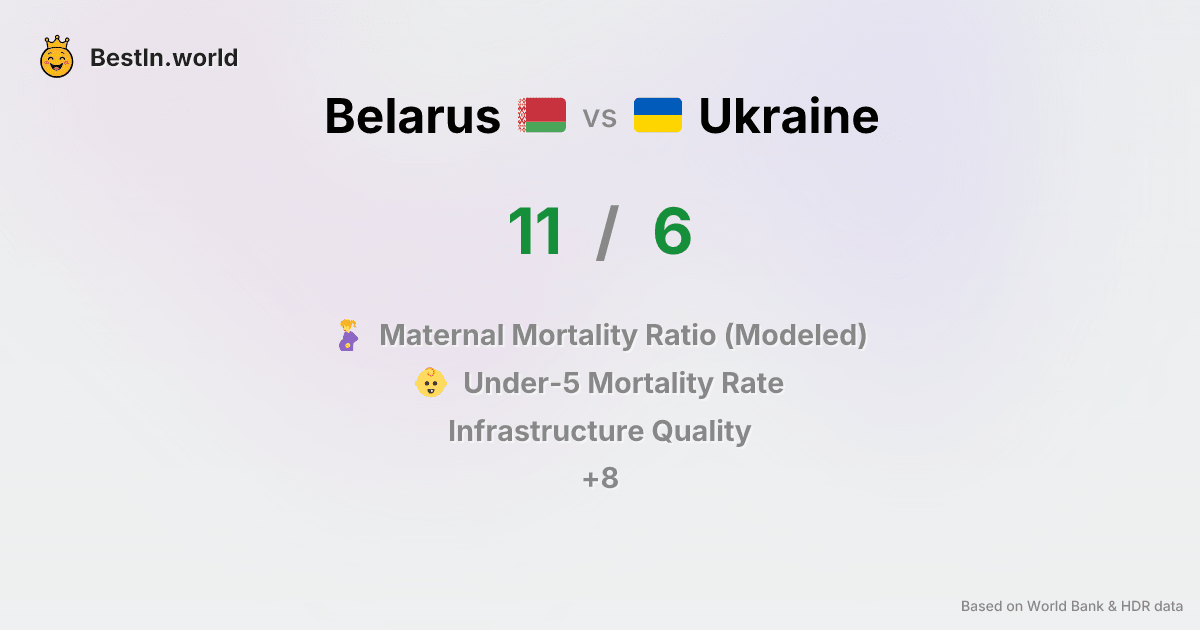 BestIn.world
Belarus vs Ukraine
11 / 6
Maternal Mortality Ratio (Modeled)
Under-5 Mortality Rate
Infrastructure Quality
+8
Based on World Bank & HDR data